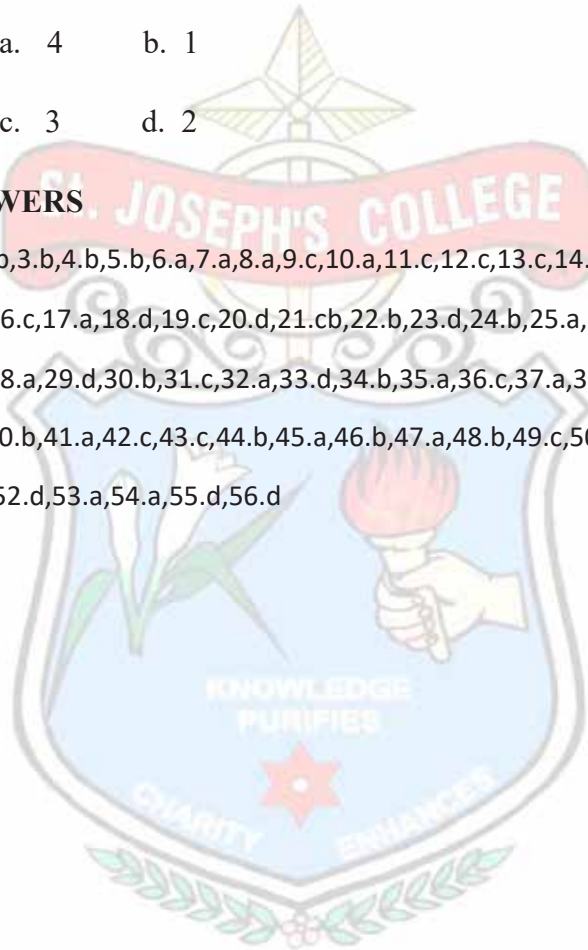 a. 4 b. 1
c. 3 d. 2
WERS
ST. JOSEPH'S COLLEGE
b,3.b,4.b,5.b,6.a,7.a,8.a,9.c,10.a,11.c,12.c,13.c,14.
6.c,17.a,18.d,19.c,20.d,21.cb,22.b,23.d,24.b,25.a,
8.a,29.d,30.b,31.c,32.a,33.d,34.b,35.a,36.c,37.a,3
0.b,41.a,42.c,43.c,44.b,45.a,46.b,47.a,48.b,49.c,50
52.d,53.a,54.a,55.d,56.d
KNOWLEDGE
PURIFIES
CHARITY ENHANCES